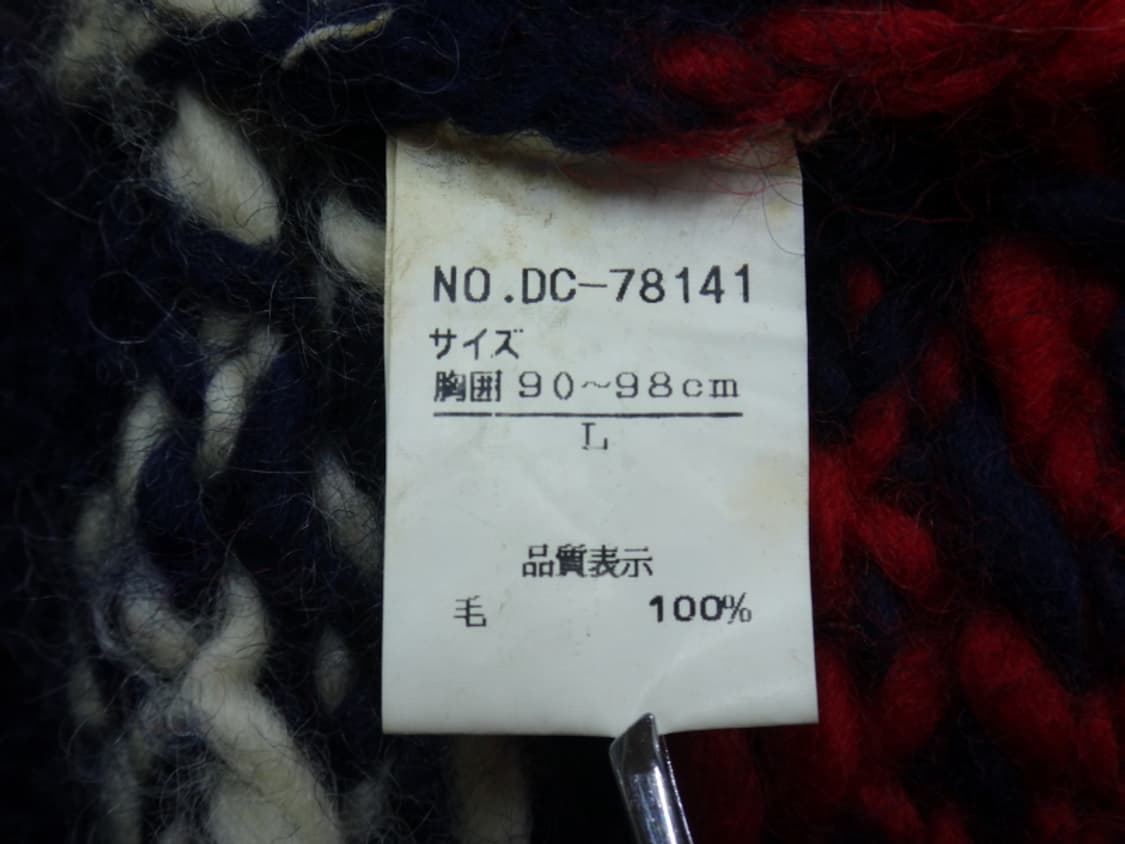 NO.DC-78141
サイズ
胸囲 90~98cm
L
品質表示
毛 100%